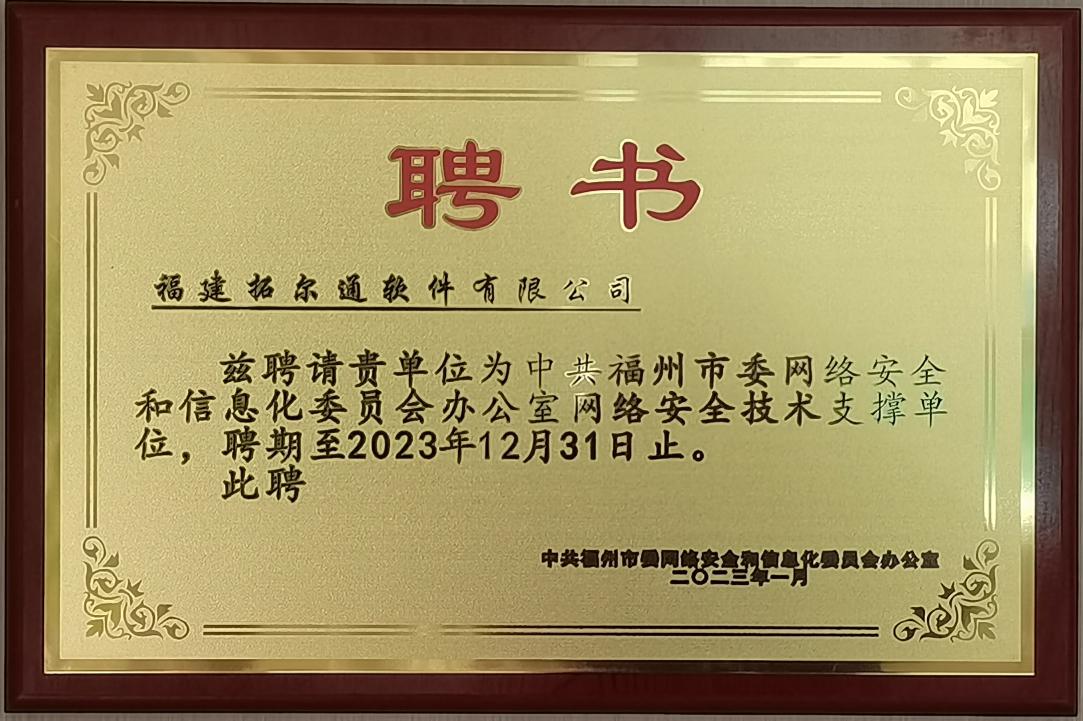 聘书
福建拓尔通软件有限公司
兹聘请贵单位为中共福州市委网络安全
和信息化委员会办公室网络安全技术支撑单
位，聘期至2023年12月31日止。
此聘
中共福州市委网络安全和信息化委员会办公室
二〇二三年一月